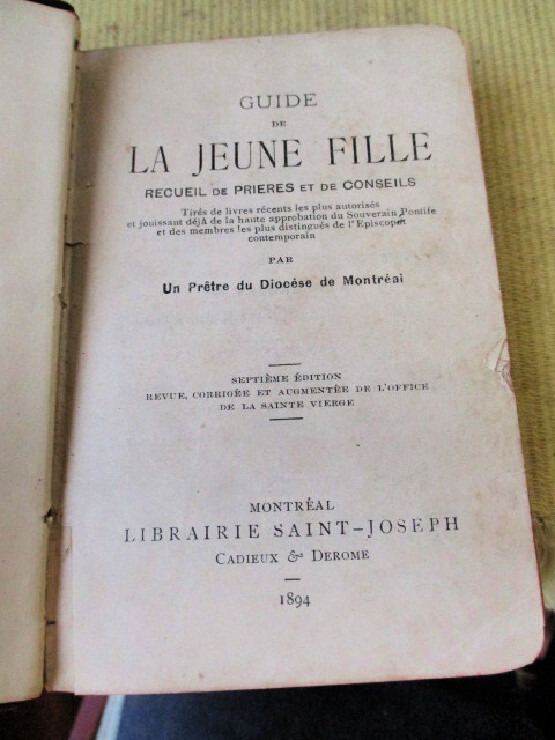 GUIDE
DE
LA JEUNE FILLE
RECUEIL DE PRIERES ET DE CONSEILS
Tirés de livres récents les plus autorisés
et jouissant déjà de la haute approbation du Souverain Pontife
et des membres les plus distingués de l'Episcopat
contemporain
PAR
Un Prêtre du Diocése de Montréal
SEPTIÈME ÉDITION
REVUE, CORRIGÉE ET AUGMENTÉE DE L'OFFICE
DE LA SAINTE VIERGE
MONTRÉAL
LIBRAIRIE SAINT-JOSEPH
CADIEUX & DEROME
1894